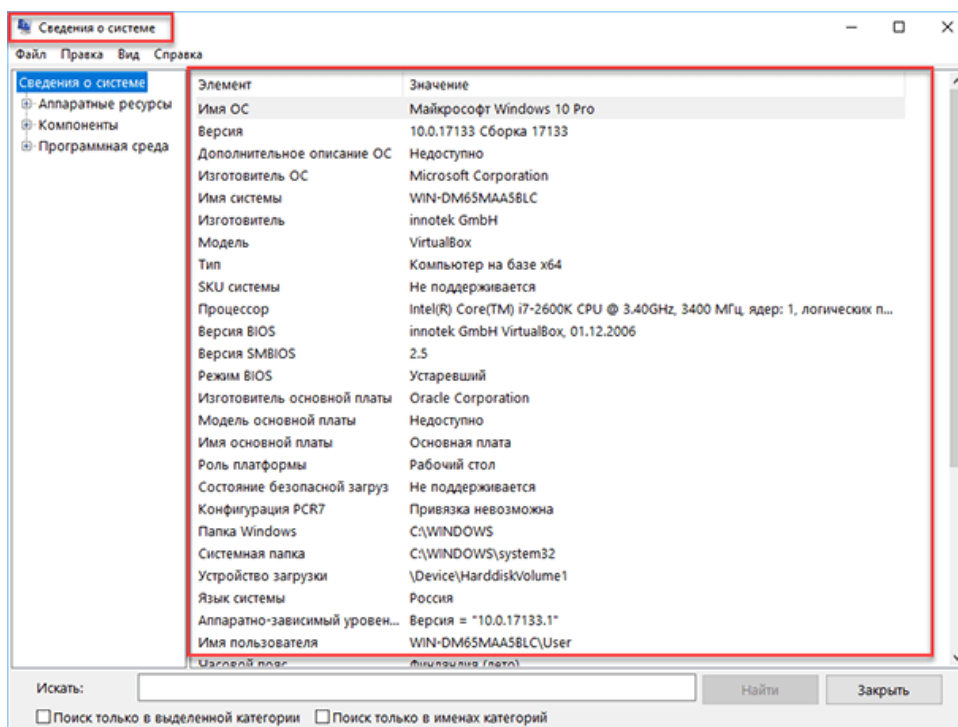 Сведения о системе
Файл Правка Вид Справка
Сведения о системе
Аппаратные ресурсы
Компоненты
Программная среда
Элемент Значение
Имя ОС Майкрософт Windows 10 Pro
Версия 10.0.17133 Сборка 17133
Дополнительное описание ОС Недоступно
Изготовитель ОС Microsoft Corporation
Имя системы WIN-DM65MAA5BLC
Изготовитель innotek GmbH
Модель VirtualBox
Тип Компьютер на базе x64
SKU системы Не поддерживается
Процессор Intel(R) Core(TM) i7-2600K CPU @ 3.40GHz, 3400 МГц, ядер: 1, логических п...
Версия BIOS innotek GmbH VirtualBox, 01.12.2006
Версия SMBIOS 2.5
Режим BIOS Устаревший
Изготовитель основной платы Oracle Corporation
Модель основной платы Недоступно
Имя основной платы Основная плата
Роль платформы Рабочий стол
Состояние безопасной загруз Не поддерживается
Конфигурация PCR7 Привязка невозможна
Папка Windows C:\WINDOWS
Системная папка C:\WINDOWS\system32
Устройство загрузки \Device\HarddiskVolume1
Язык системы Россия
Аппаратно-зависимый уровен... Версия = "10.0.17133.1"
Имя пользователя WIN-DM65MAA5BLC\User
Часовой пояс Финляндия (лето)
Искать: Найти Закрыть
Поиск только в выделенной категории Поиск только в именах категорий